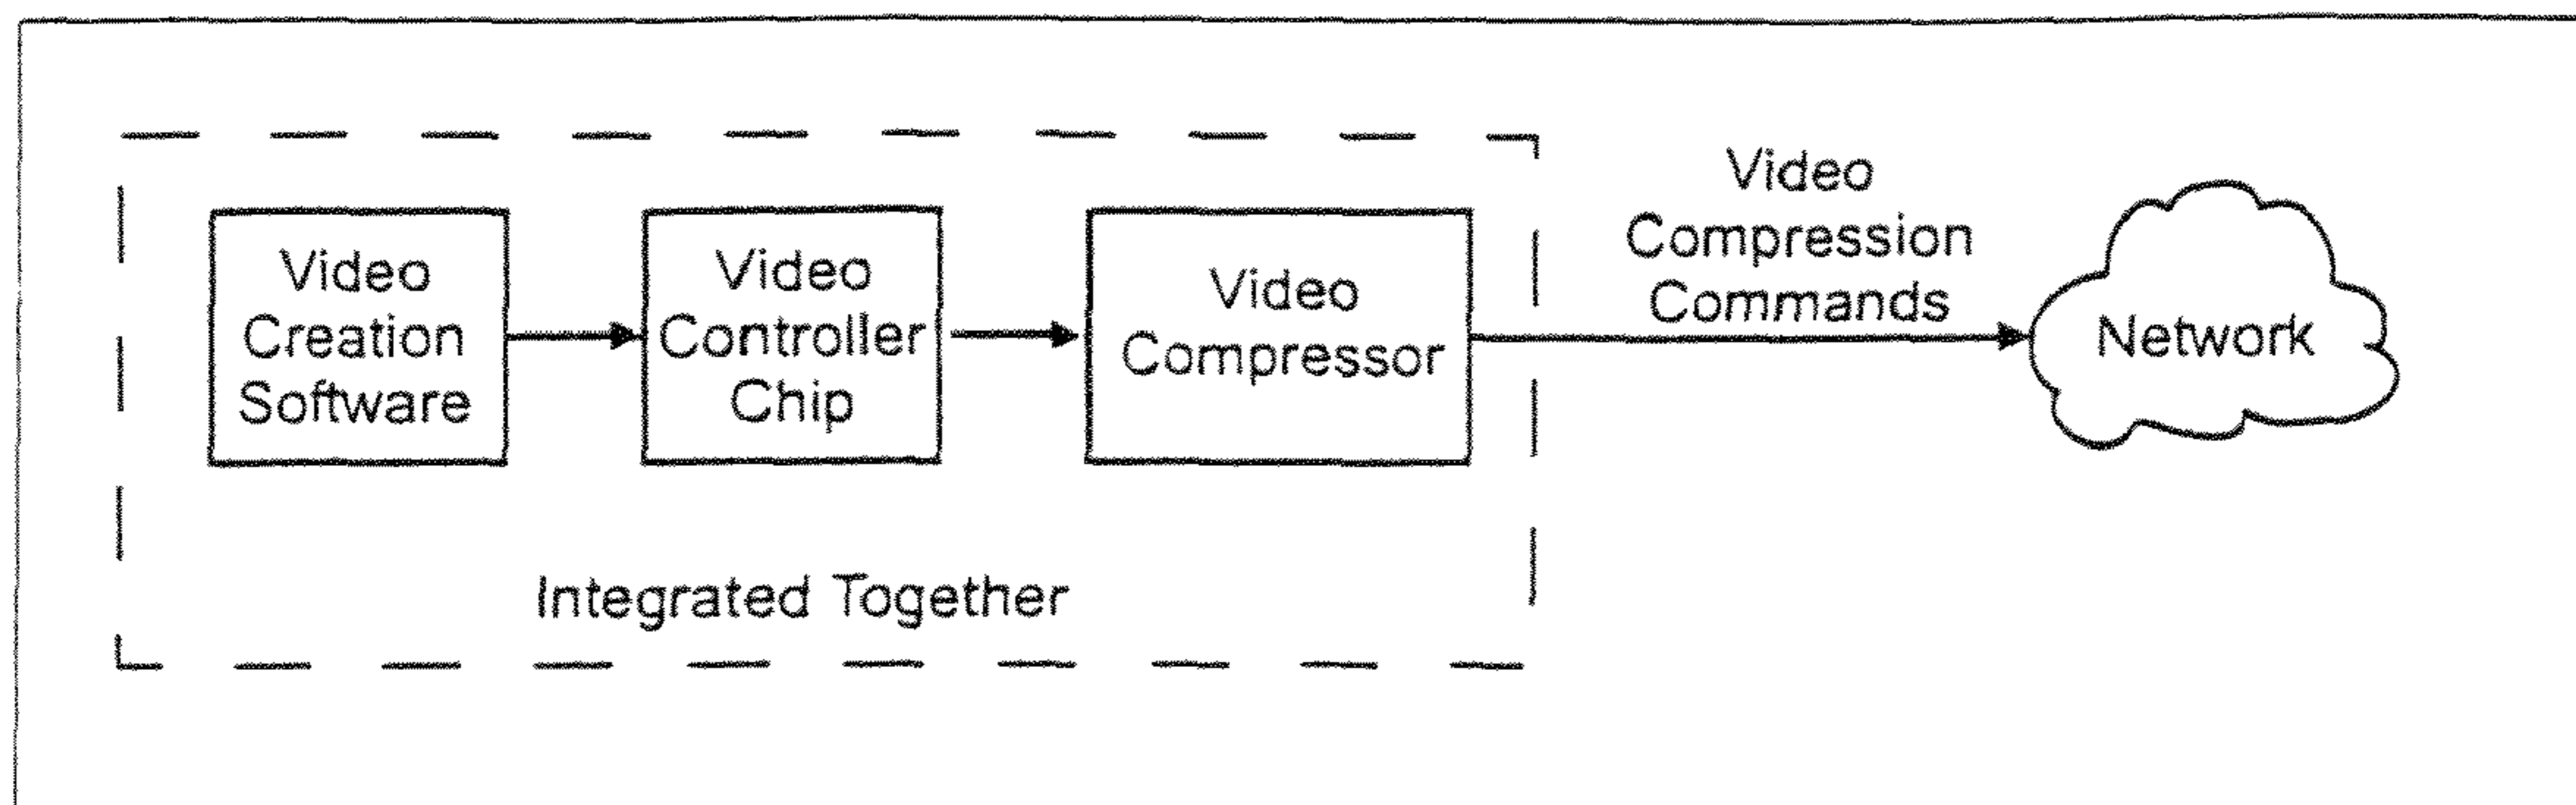 Video
Creation
Software
Video
Controller
Chip
Video
Compressor
Video
Compression
Commands
Network
Integrated Together